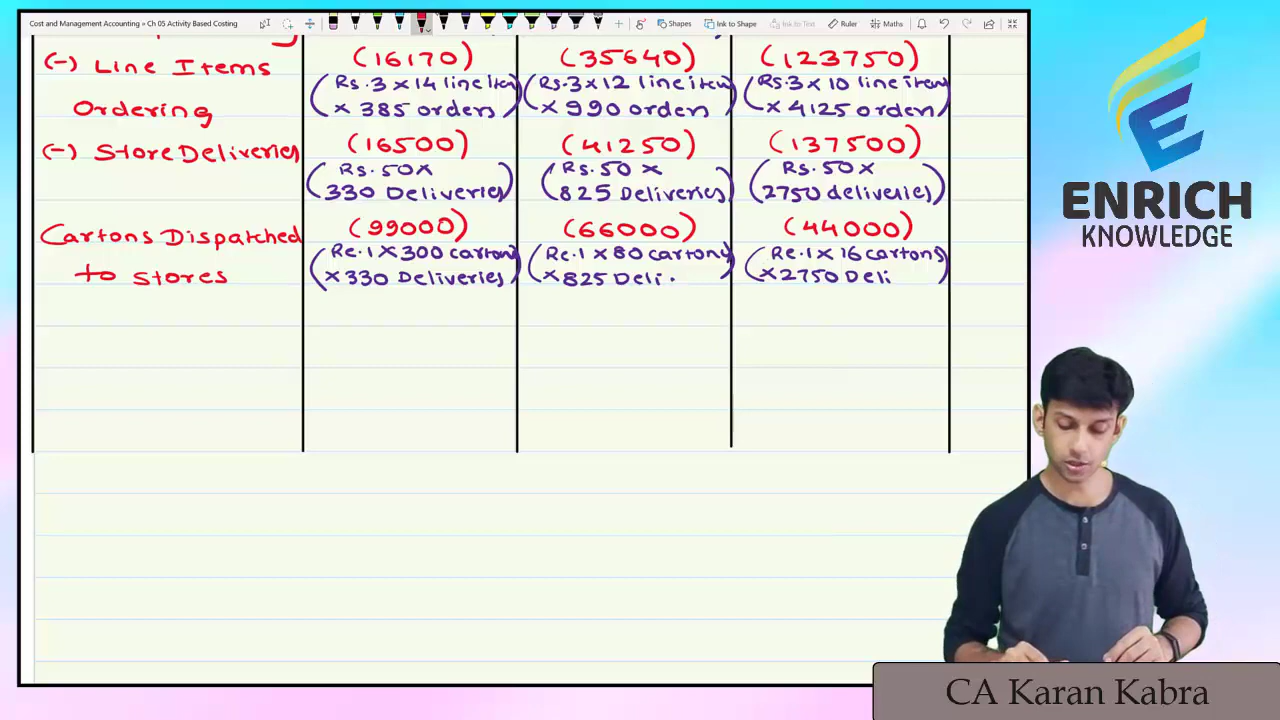 Cost and Management Accounting » Ch 05 Activity Based Costing
Shapes
Ink to Shape
Ruler
Maths
(-) Line Items (16170) (35640) (123750)
Ordering (Rs.3 x 14 line item x 385 orders) (Rs.3 x 12 line item x 990 orders) (Rs.3 x 10 line item x 4125 orders)
(-) Store Deliveries (16500) (41250) (137500)
(Rs.50 x 330 Deliveries) (Rs.50 x 825 Deliveries) (Rs.50 x 2750 deliveries)
Cartons Dispatched (99000) (66000) (44000)
to stores (Re.1 x 300 cartons x 330 Deliveries) (Re.1 x 80 cartons x 825 Deli.) (Re.1 x 16 cartons x 2750 Deli)
ENRICH
KNOWLEDGE
CA Karan Kabra